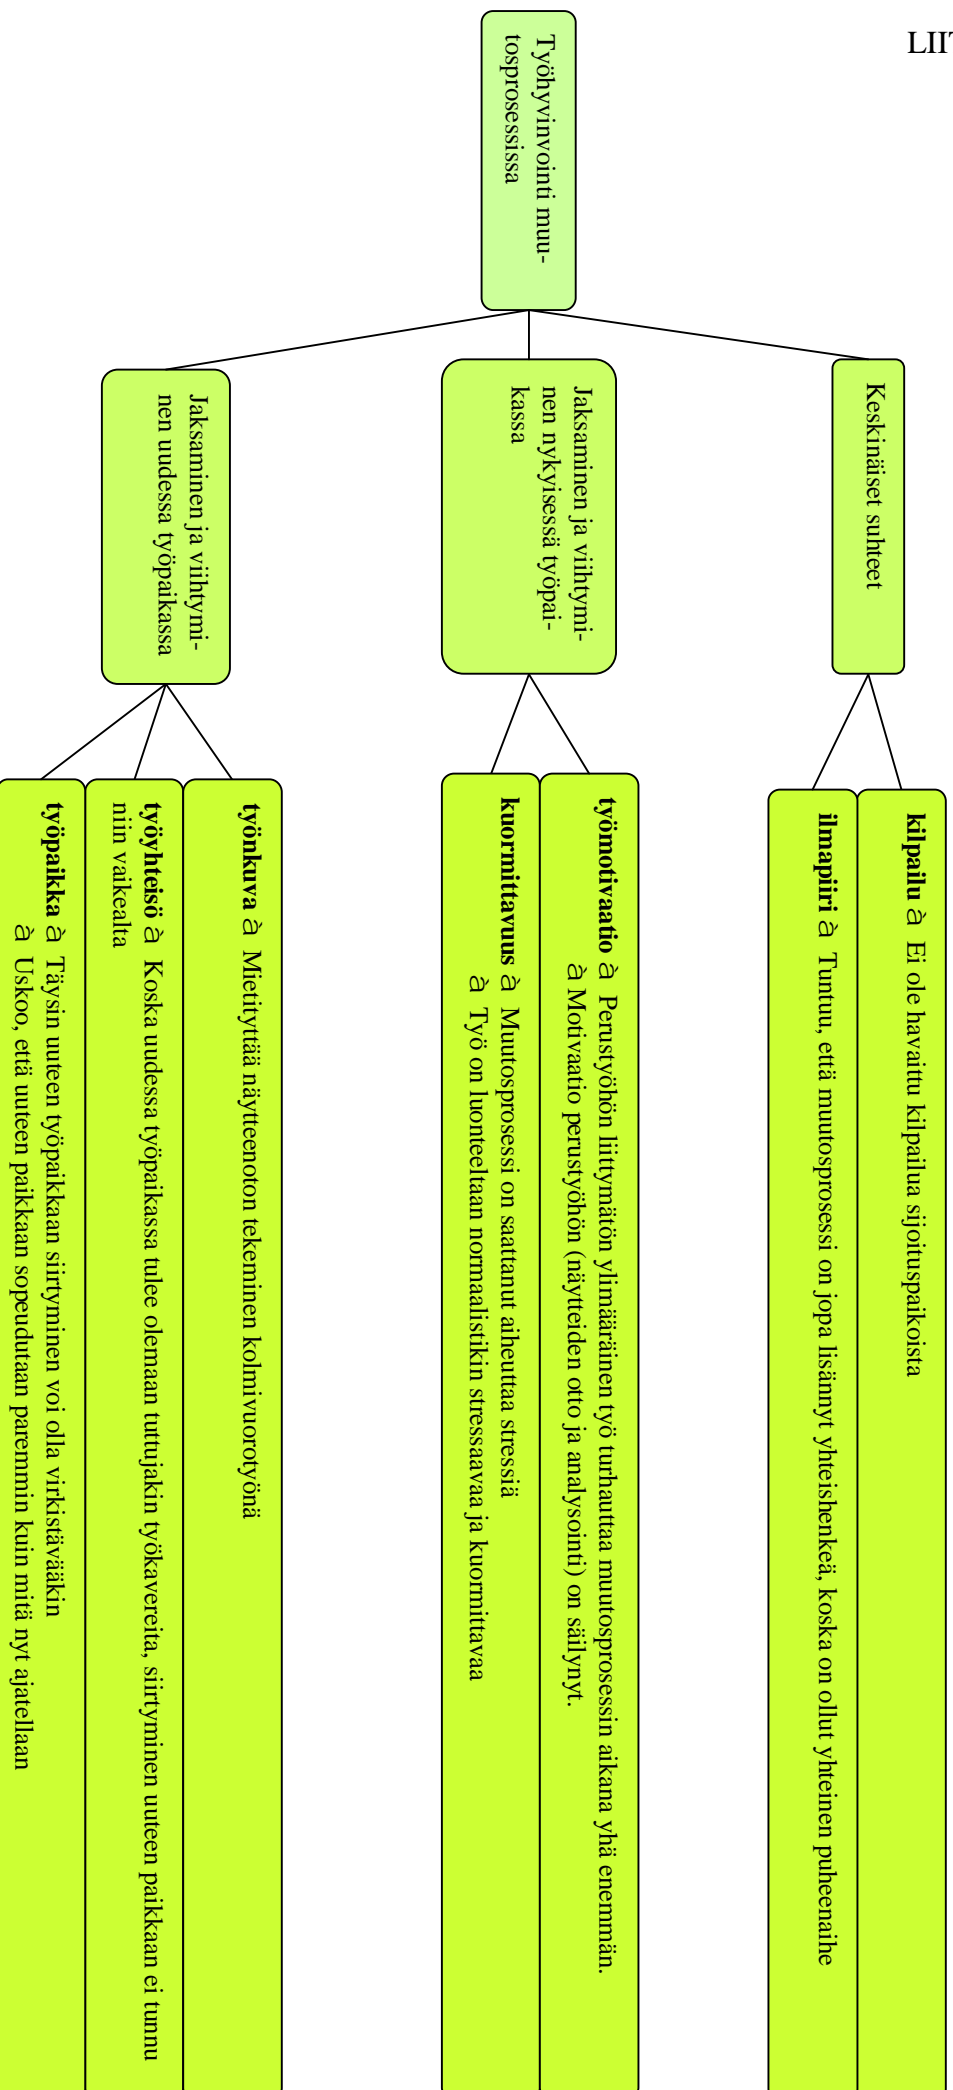 LIIT
Työhyvinvointi muu-
tosprosessissa
Keskinäiset suhteet
kilpailu à Ei ole havaittu kilpailua sijoituspaikoista
ilmapiiri à Tuntuu, että muutosprosessi on jopa lisännyt yhteishenkeä, koska on ollut yhteinen puheenaihe
Jaksaminen ja viihtymi-
nen nykyisessä työpai-
kassa
työmotivaatio à Perustyöhön liittymätön ylimääräinen työ turhauttaa muutosprosessin aikana yhä enemmän.
à Motivaatio perustyöhön (näytteiden otto ja analysointi) on säilynyt.
kuormittavuus à Muutosprosessi on saattanut aiheuttaa stressiä
à Työ on luonteeltaan normaalistikin stressaavaa ja kuormittavaa
Jaksaminen ja viihtymi-
nen uudessa työpaikassa
työnkuva à Mietityttää näytteenoton tekeminen kolmivuorotyönä
työyhteisö à Koska uudessa työpaikassa tulee olemaan tuttujakin työkavereita, siirtyminen uuteen paikkaan ei tunnu
niin vaikealta
työpaikka à Täysin uuteen työpaikkaan siirtyminen voi olla virkistävääkin
à Uskoo, että uuteen paikkaan sopeudutaan paremmin kuin mitä nyt ajatellaan